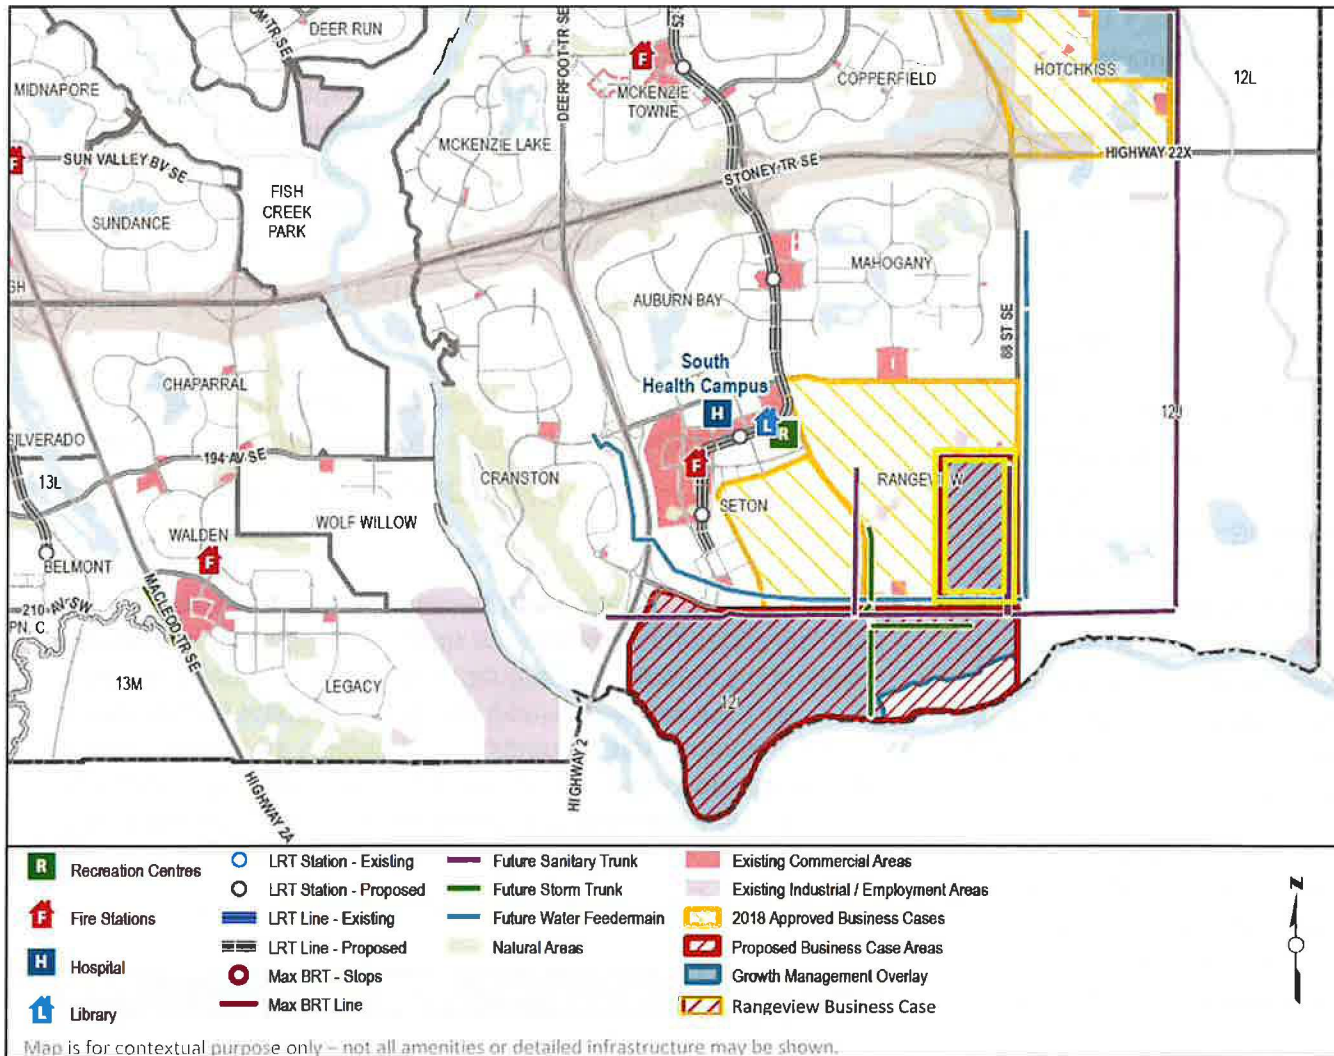 DEER RUN
MIDNAPORE
SUN VALLEY BV SE
SUNDANCE
FISH
CREEK
PARK
DEERFOOT TR SE
MCKENZIE LAKE
MCKENZIE
TOWNE
COPPERFIELD
HOTCHKISS
12L
HIGHWAY 22X
STONEY TR SE
MAHOGANY
AUBURN BAY
88 ST SE
South
Health Campus
H
L
R
F
F
F
F
CHAPARRAL
SILVERADO
13L
194 AV SE
CRANSTON
SETON
RANGEVIEW
12J
WALDEN
WOLF WILLOW
BELMONT
210 AV SW
PN. C
MACLEOD TR SE
13M
LEGACY
HIGHWAY 2
HIGHWAY 2A
R Recreation Centres
F Fire Stations
H Hospital
L Library
LRT Station - Existing
LRT Station - Proposed
LRT Line - Existing
LRT Line - Proposed
Max BRT - Stops
Max BRT Line
Future Sanitary Trunk
Future Storm Trunk
Future Water Feedermain
Natural Areas
Existing Commercial Areas
Existing Industrial / Employment Areas
2018 Approved Business Cases
Proposed Business Case Areas
Growth Management Overlay
Rangeview Business Case
N
Map is for contextual purpose only – not all amenities or detailed infrastructure may be shown.